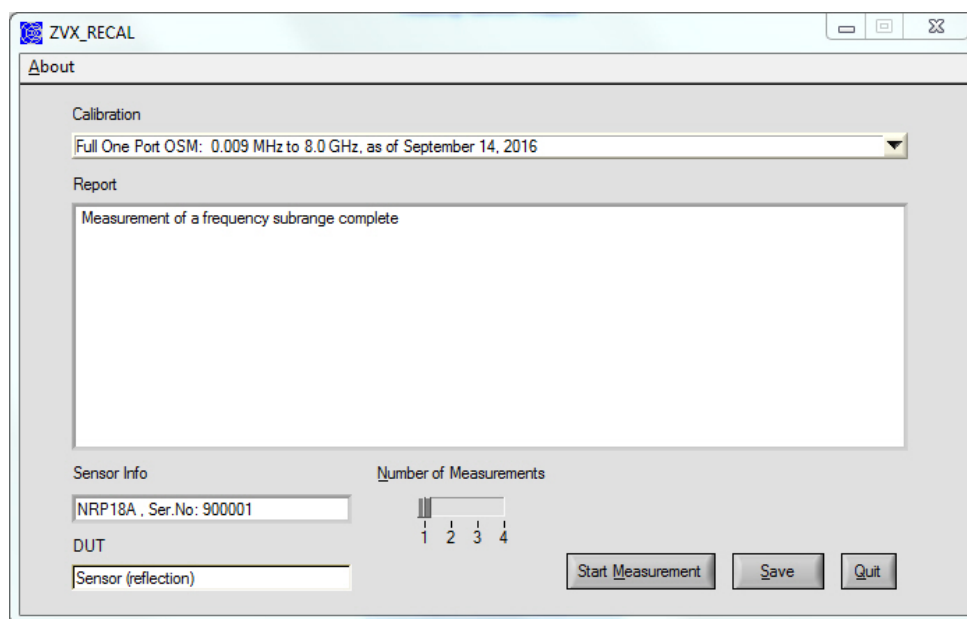 ZVX_RECAL
About
Calibration
Full One Port OSM: 0.009 MHz to 8.0 GHz, as of September 14, 2016
Report
Measurement of a frequency subrange complete
Sensor Info
Number of Measurements
NRP18A , Ser.No: 900001
1 2 3 4
DUT
Sensor (reflection)
Start Measurement
Save
Quit